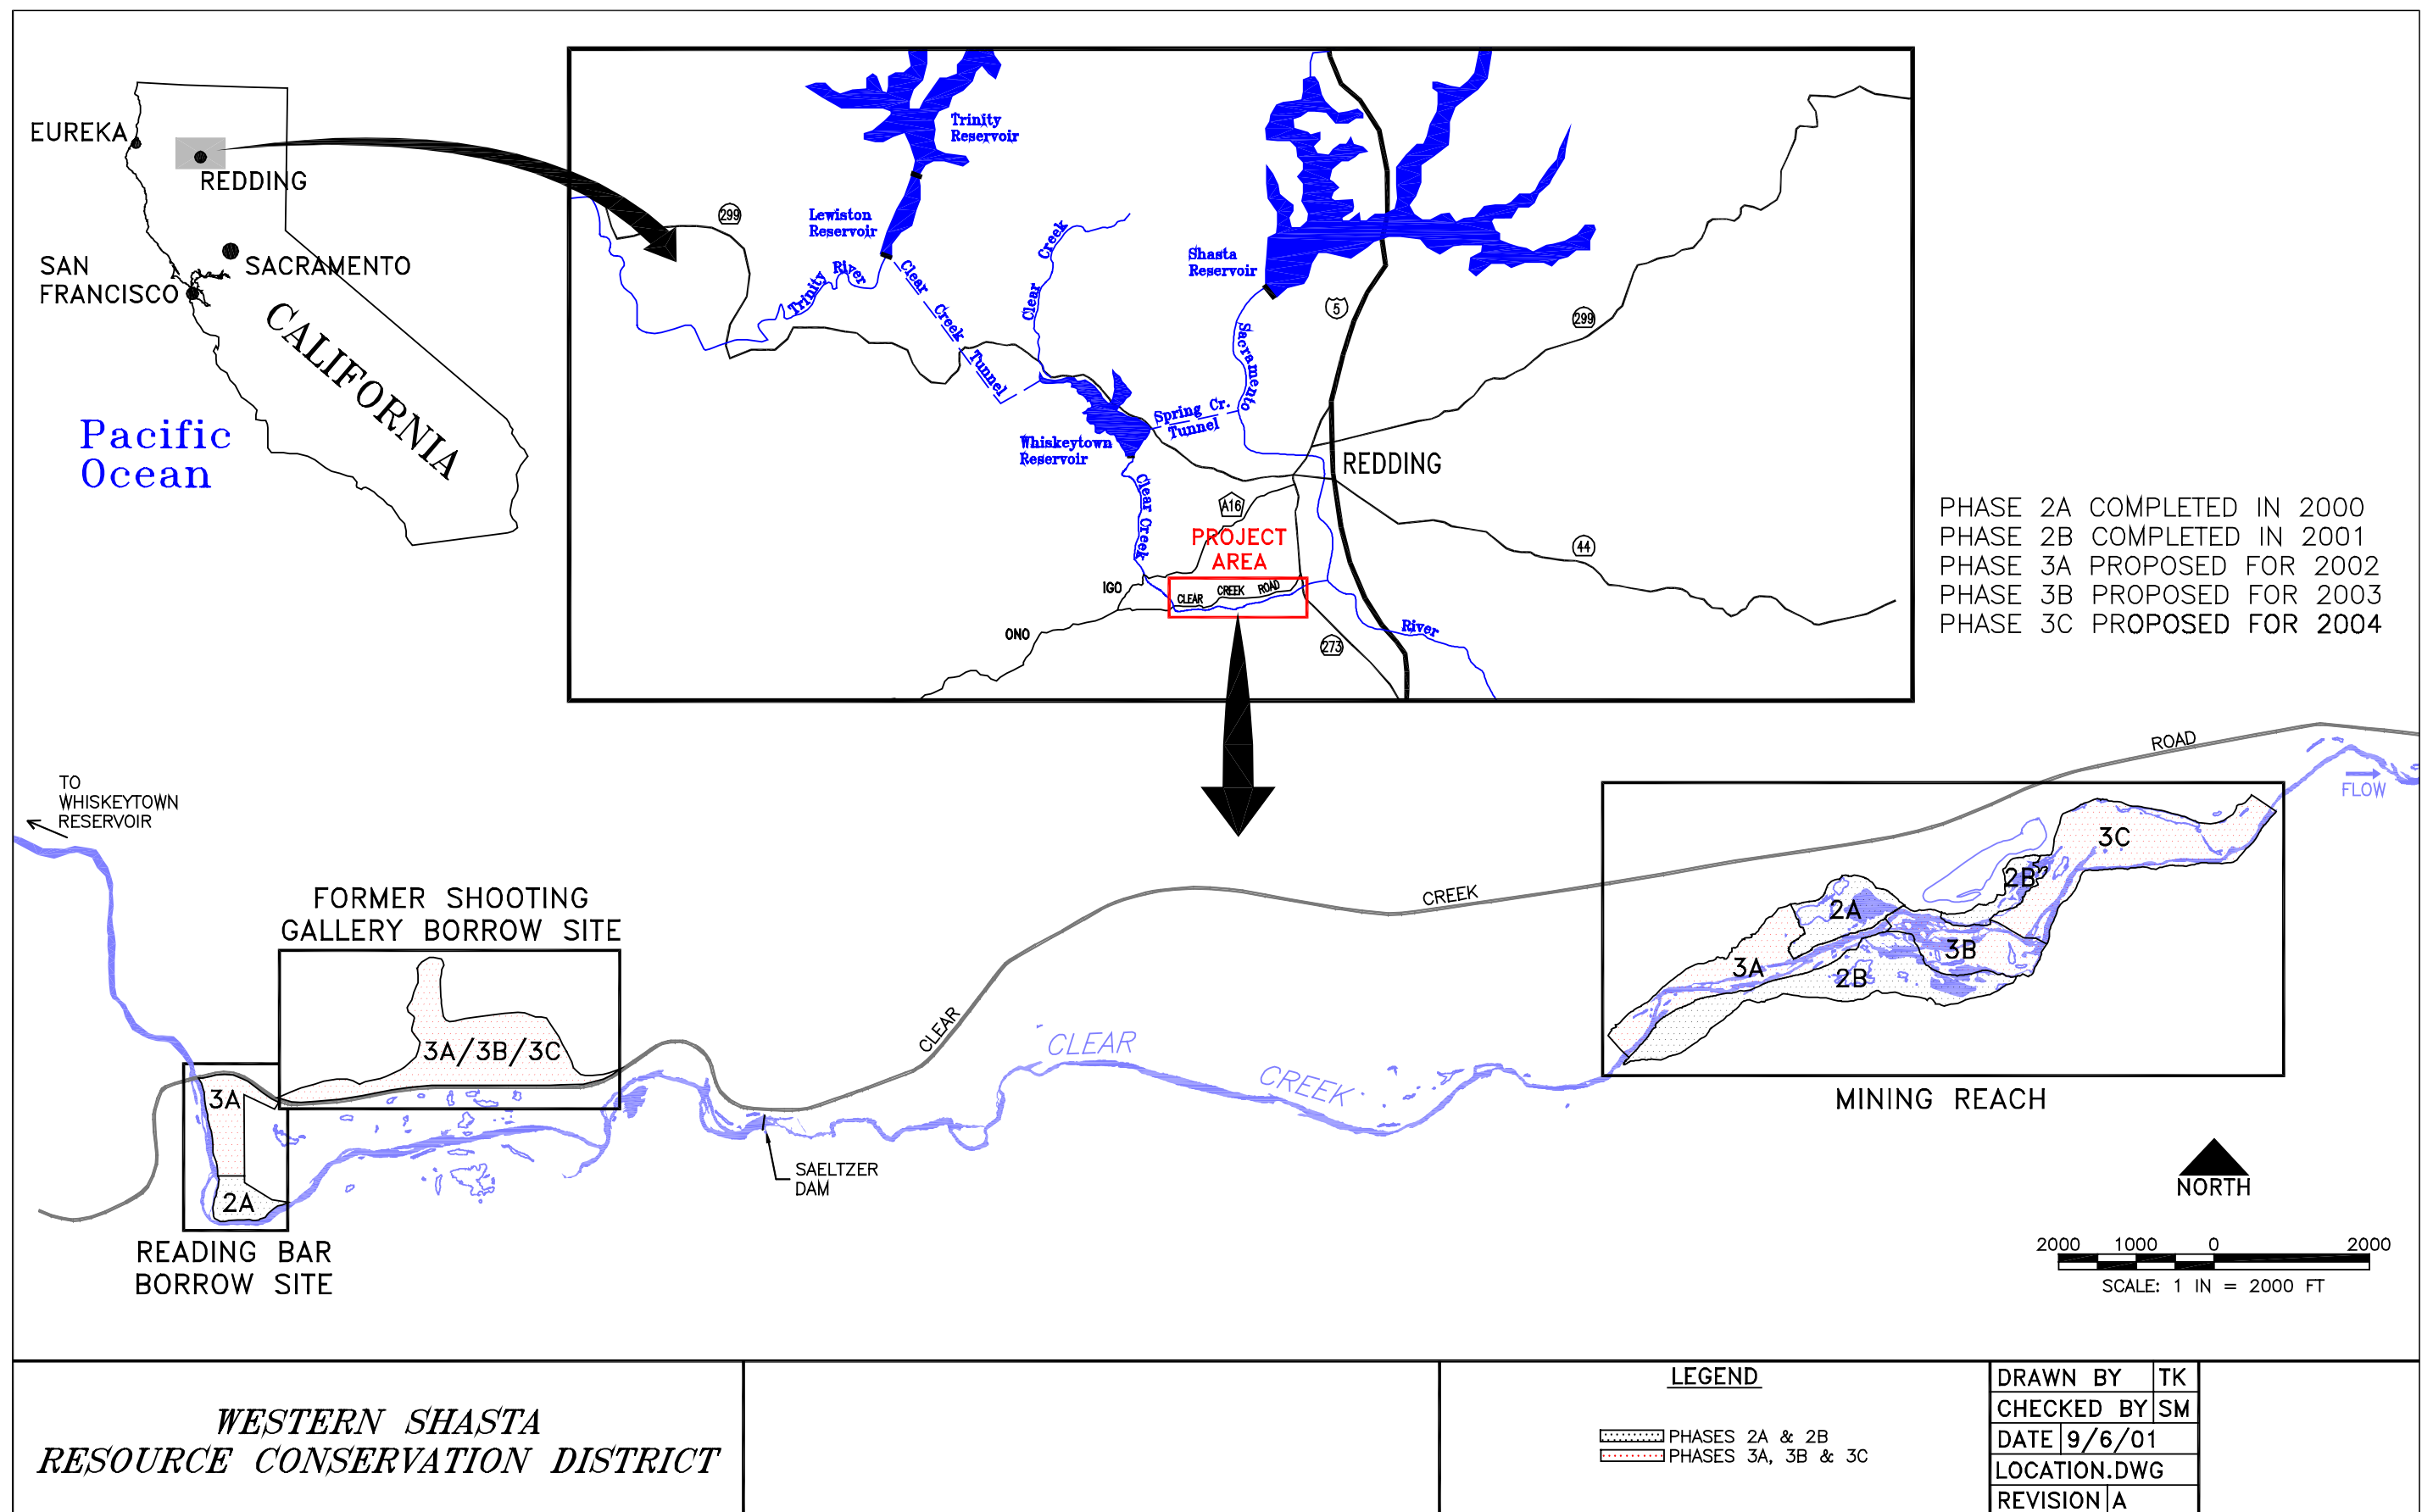 EUREKA
REDDING
SAN
FRANCISCO
SACRAMENTO
CALIFORNIA
Pacific
Ocean
Trinity
Reservoir
299
Lewiston
Reservoir
Clear Creek
Shasta
Reservoir
Trinity River
Clear Creek Tunnel
5
299
Sacramento
Spring Cr.
Tunnel
Whiskeytown
Reservoir
REDDING
Clear Creek
A16
PROJECT
AREA
44
IGO
CLEAR CREEK ROAD
ONO
River
273
PHASE 2A COMPLETED IN 2000
PHASE 2B COMPLETED IN 2001
PHASE 3A PROPOSED FOR 2002
PHASE 3B PROPOSED FOR 2003
PHASE 3C PROPOSED FOR 2004
TO
WHISKEYTOWN
RESERVOIR
FORMER SHOOTING
GALLERY BORROW SITE
3A/3B/3C
3A
2A
READING BAR
BORROW SITE
SAELTZER
DAM
CLEAR CREEK ROAD
CLEAR CREEK
FLOW
3C
2B
2A
3B
3A
2B
MINING REACH
NORTH
2000 1000 0 2000
SCALE: 1 IN = 2000 FT
WESTERN SHASTA
RESOURCE CONSERVATION DISTRICT
LEGEND
PHASES 2A & 2B
PHASES 3A, 3B & 3C
DRAWN BY TK
CHECKED BY SM
DATE 9/6/01
LOCATION.DWG
REVISION A